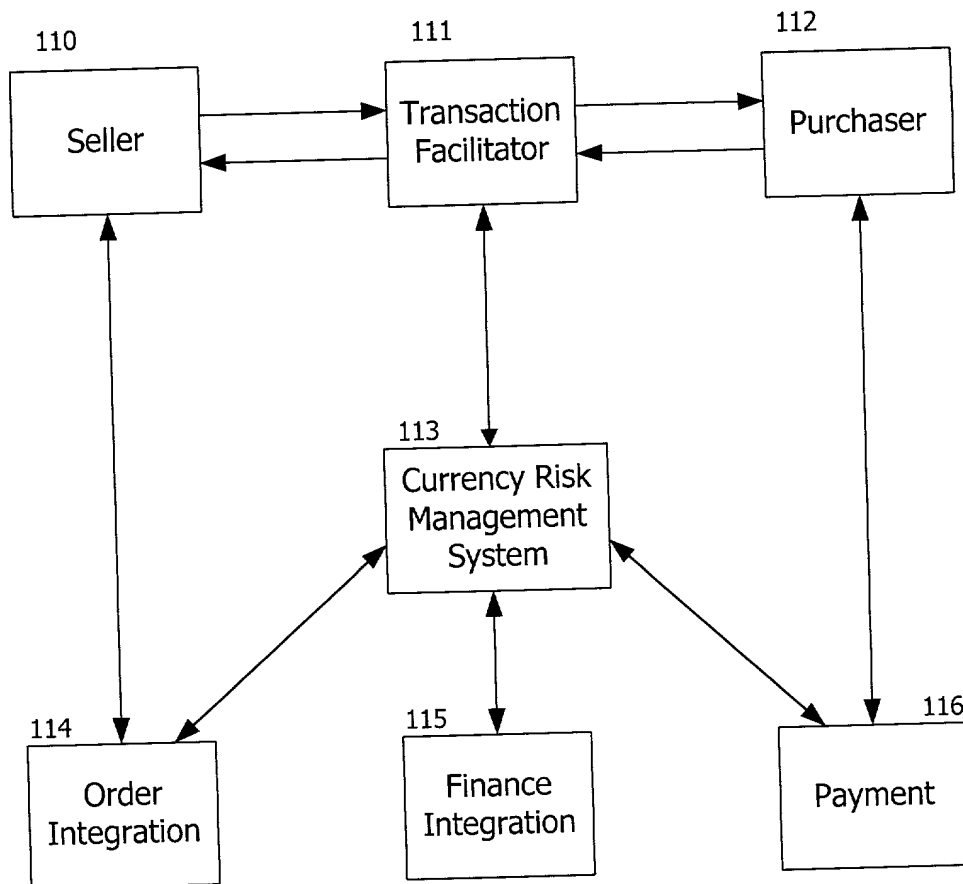 110
111
112
Seller
Transaction
Facilitator
Purchaser
113
Currency Risk
Management
System
114
115
116
Order
Integration
Finance
Integration
Payment